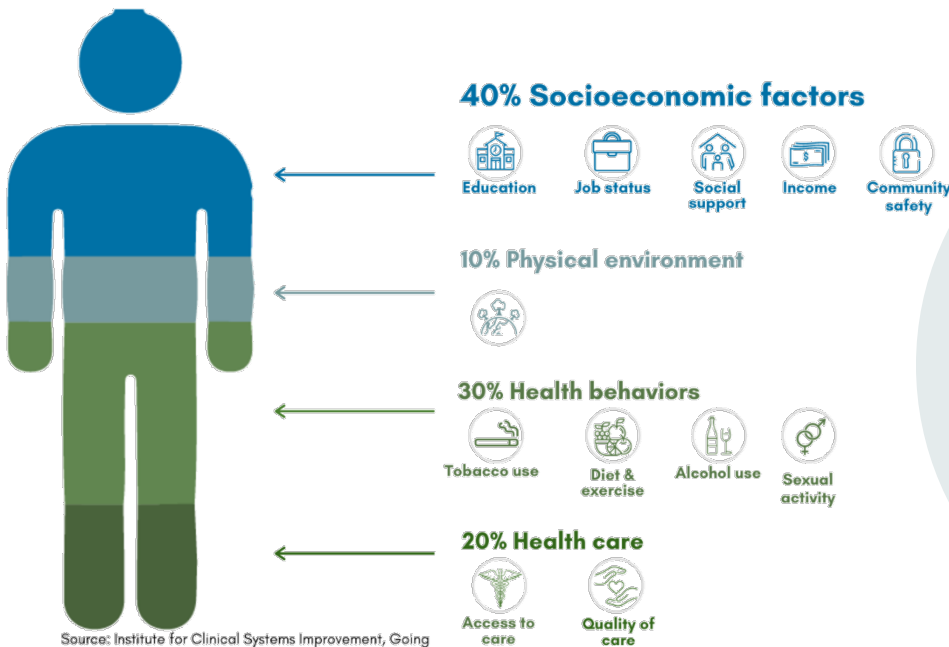 40% Socioeconomic factors
Education
Job status
Social
support
Income
Community
safety
10% Physical environment
30% Health behaviors
Tobacco use
Diet &
exercise
Alcohol use
Sexual
activity
20% Health care
Access to
care
Quality of
care
Source: Institute for Clinical Systems Improvement, Going